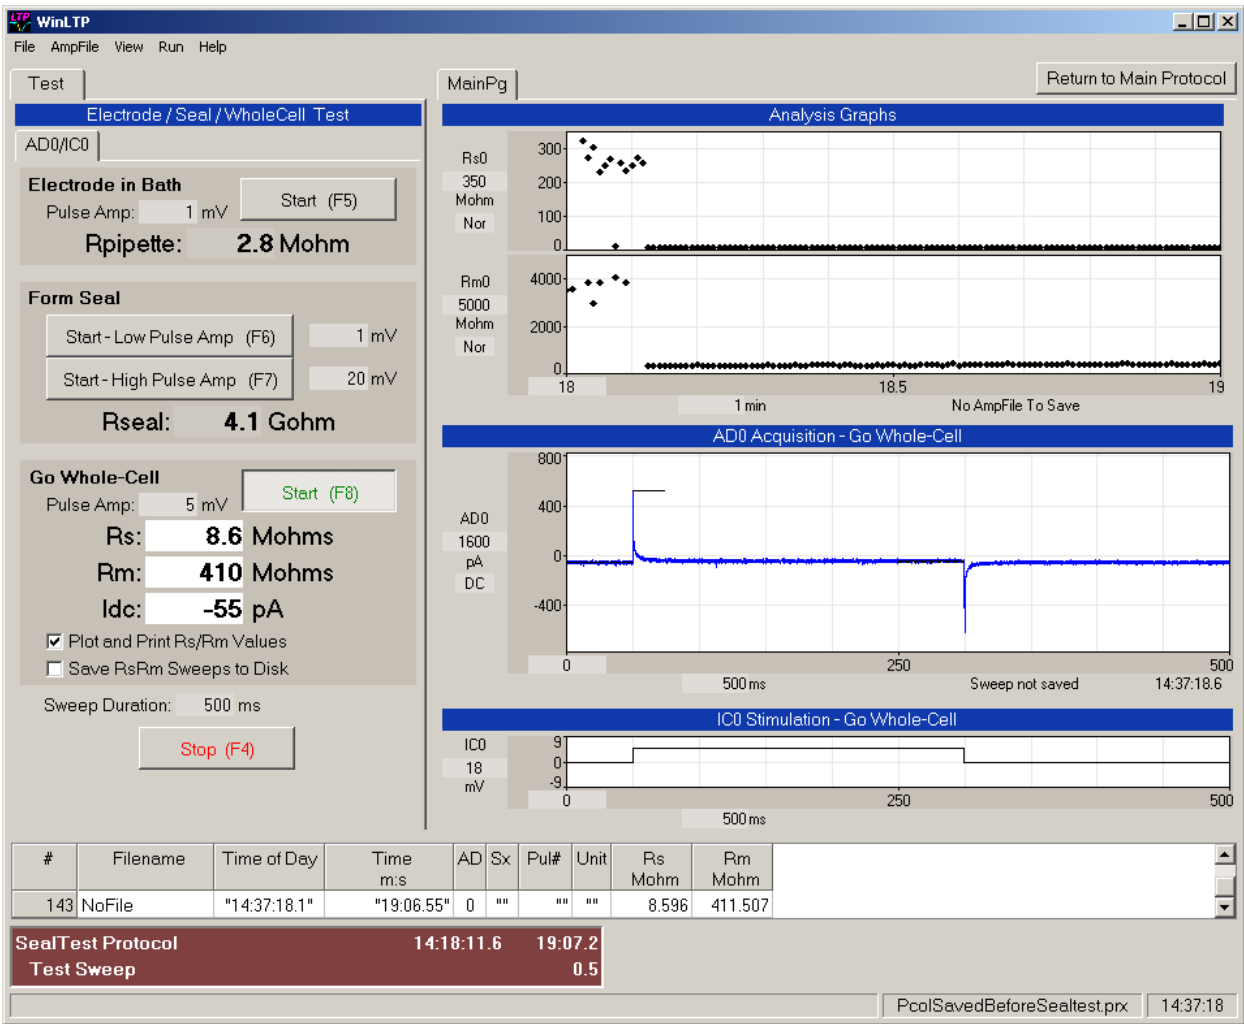 WinLTP
File AmpFile View Run Help
Test
Electrode / Seal / WholeCell Test
AD0/IC0
Electrode in Bath
Pulse Amp: 1 mV
Start (F5)
Rpipette: 2.8 Mohm
Form Seal
Start - Low Pulse Amp (F6) 1 mV
Start - High Pulse Amp (F7) 20 mV
Rseal: 4.1 Gohm
Go Whole-Cell
Pulse Amp: 5 mV
Start (F8)
Rs: 8.6 Mohms
Rm: 410 Mohms
Idc: -55 pA
Plot and Print Rs/Rm Values
Save RsRm Sweeps to Disk
Sweep Duration: 500 ms
Stop (F4)
MainPg
Return to Main Protocol
Analysis Graphs
Rs0
350
Mohm
Nor
300
200
100
0
Rm0
5000
Mohm
Nor
4000
2000
0
18 18.5 19
1 min No AmpFile To Save
AD0 Acquisition - Go Whole-Cell
AD0
1600
pA
DC
800
400
0
-400
0 250 500
500 ms Sweep not saved 14:37:18.6
IC0 Stimulation - Go Whole-Cell
IC0
18
mV
9
0
-9
0 250 500
500 ms
# Filename Time of Day Time m:s AD Sx Pul# Unit Rs Mohm Rm Mohm
143 NoFile "14:37:18.1" "19:06.55" 0 "" "" "" 8.596 411.507
SealTest Protocol 14:18:11.6 19:07.2
Test Sweep 0.5
PcolSavedBeforeSealtest.prx 14:37:18